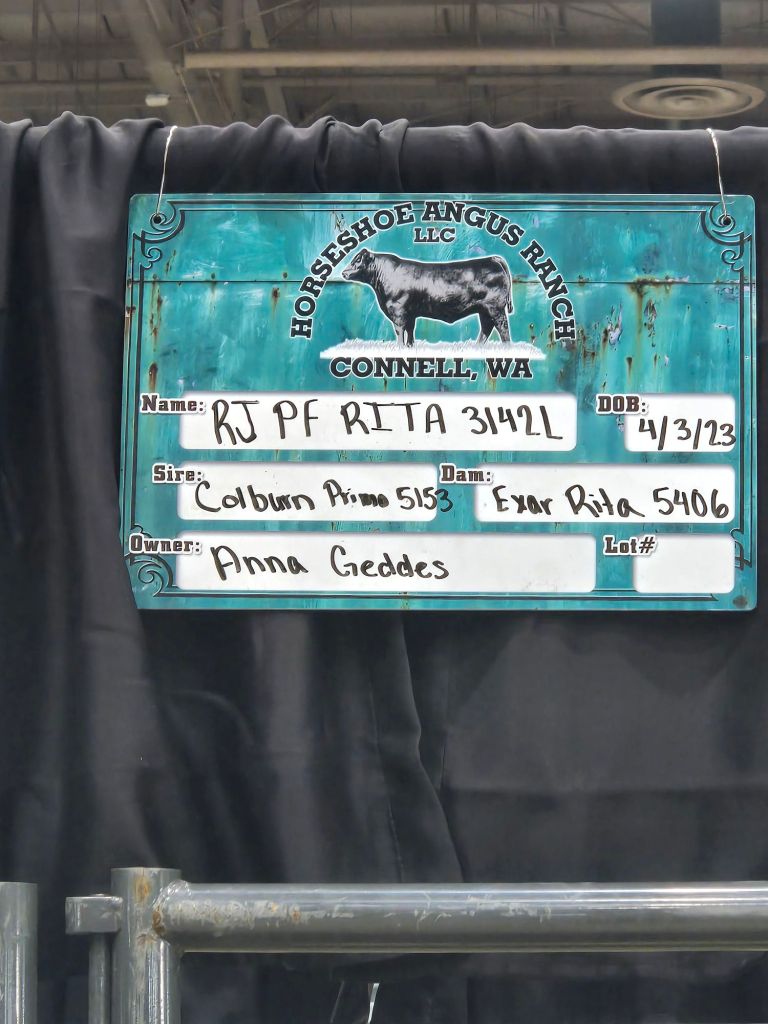 HORSESHOE ANGUS RANCH
LLC
CONNELL, WA
Name: RJ PF RITA 3142L DOB: 4/3/23
Sire: Colburn Primo 5153 Dam: Exar Rita 5406
Owner: Anna Geddes Lot#